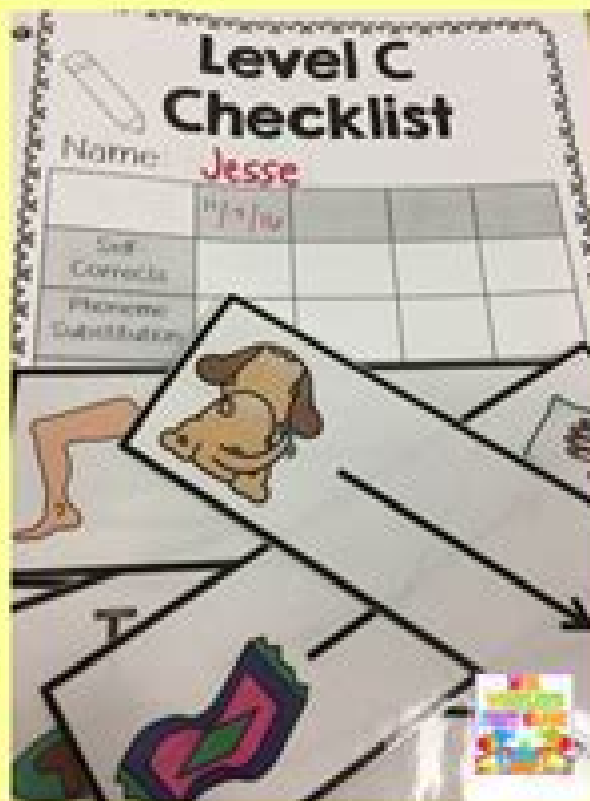 Level C
Checklist
Name Jesse
Self
Corrects
Phoneme
Substitution
T